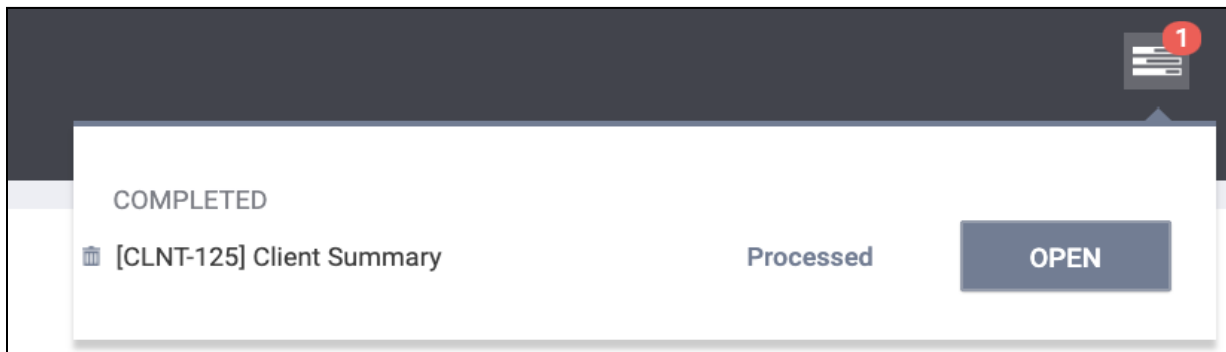 1
COMPLETED
[CLNT-125] Client Summary Processed OPEN